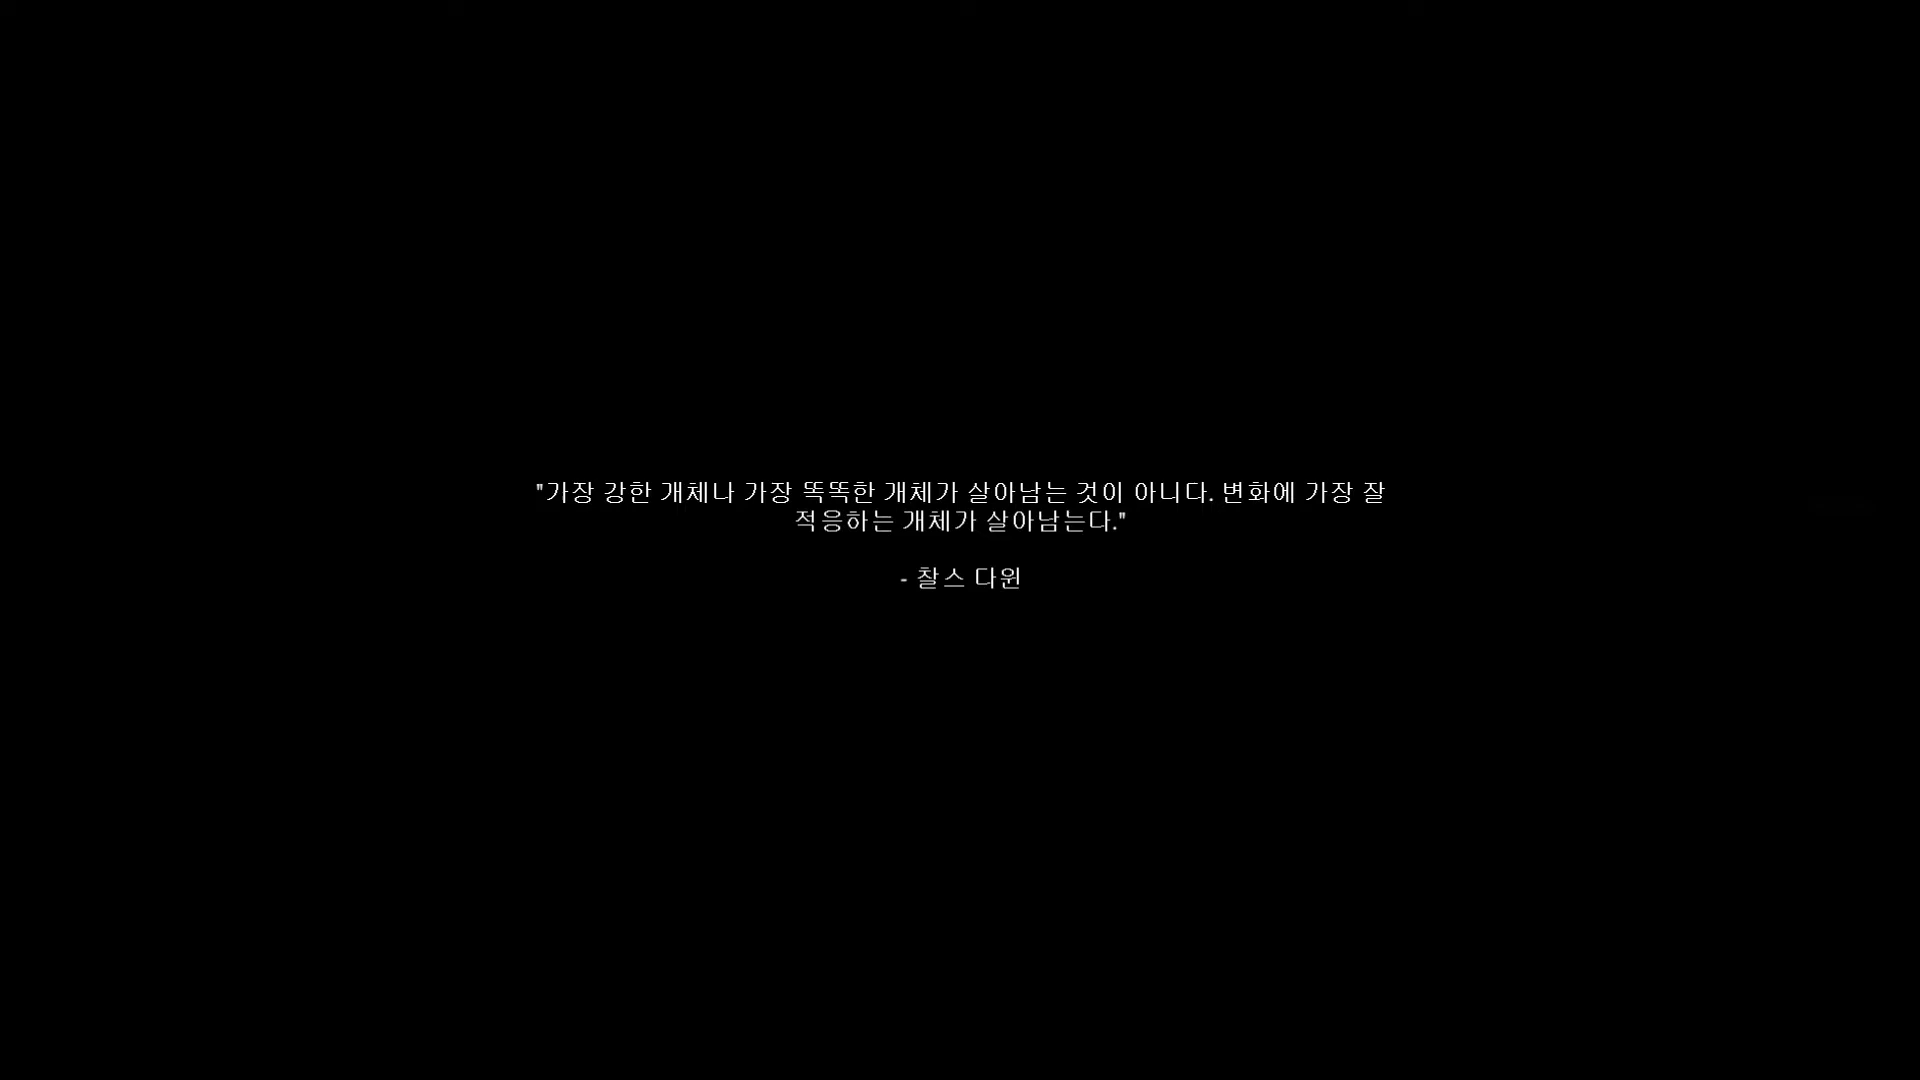 "가장 강한 개체나 가장 똑똑한 개체가 살아남는 것이 아니다. 변화에 가장 잘
적응하는 개체가 살아남는다."
- 찰스 다윈